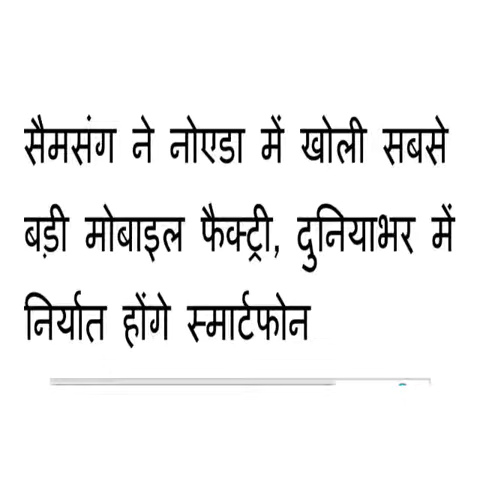 सैमसंग ने नोएडा में खोली सबसे
बड़ी मोबाइल फैक्ट्री, दुनियाभर में
निर्यात होंगे स्मार्टफोन